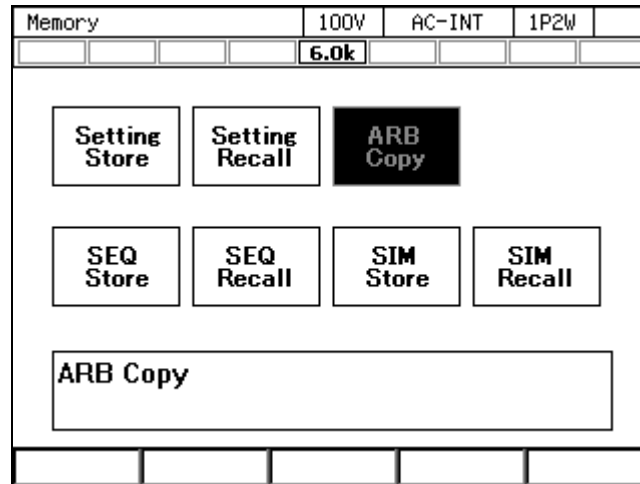 Memory 100V AC-INT 1P2W
6.0k
Setting Store
Setting Recall
ARB Copy
SEQ Store
SEQ Recall
SIM Store
SIM Recall
ARB Copy